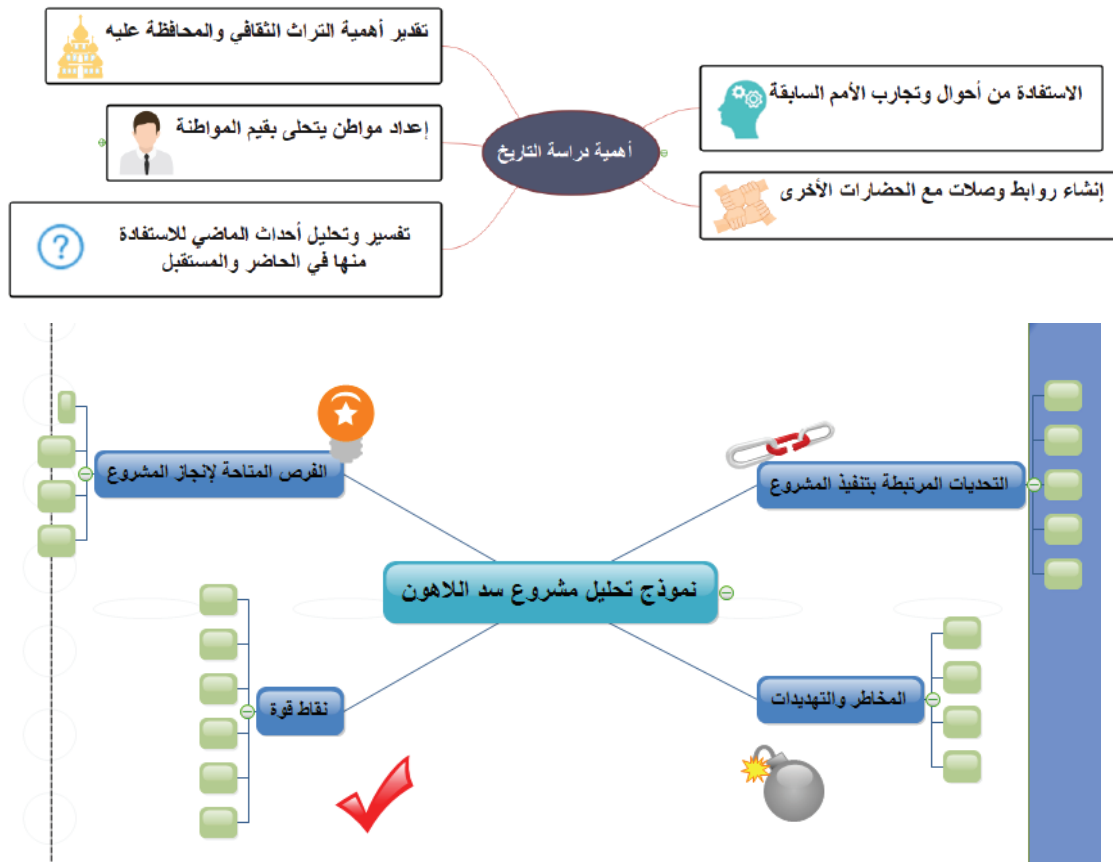 تقدير أهمية التراث الثقافي والمحافظة عليه
الاستفادة من أحوال وتجارب الأمم السابقة
إعداد مواطن يتحلى بقيم المواطنة
أهمية دراسة التاريخ
إنشاء روابط وصلات مع الحضارات الأخرى
تفسير وتحليل أحداث الماضي للاستفادة
منها في الحاضر والمستقبل
?
التحديات المرتبطة بتنفيذ المشروع
الفرص المتاحة لإنجاز المشروع
نموذج تحليل مشروع سد اللاهون
المخاطر والتهديدات
نقاط قوة